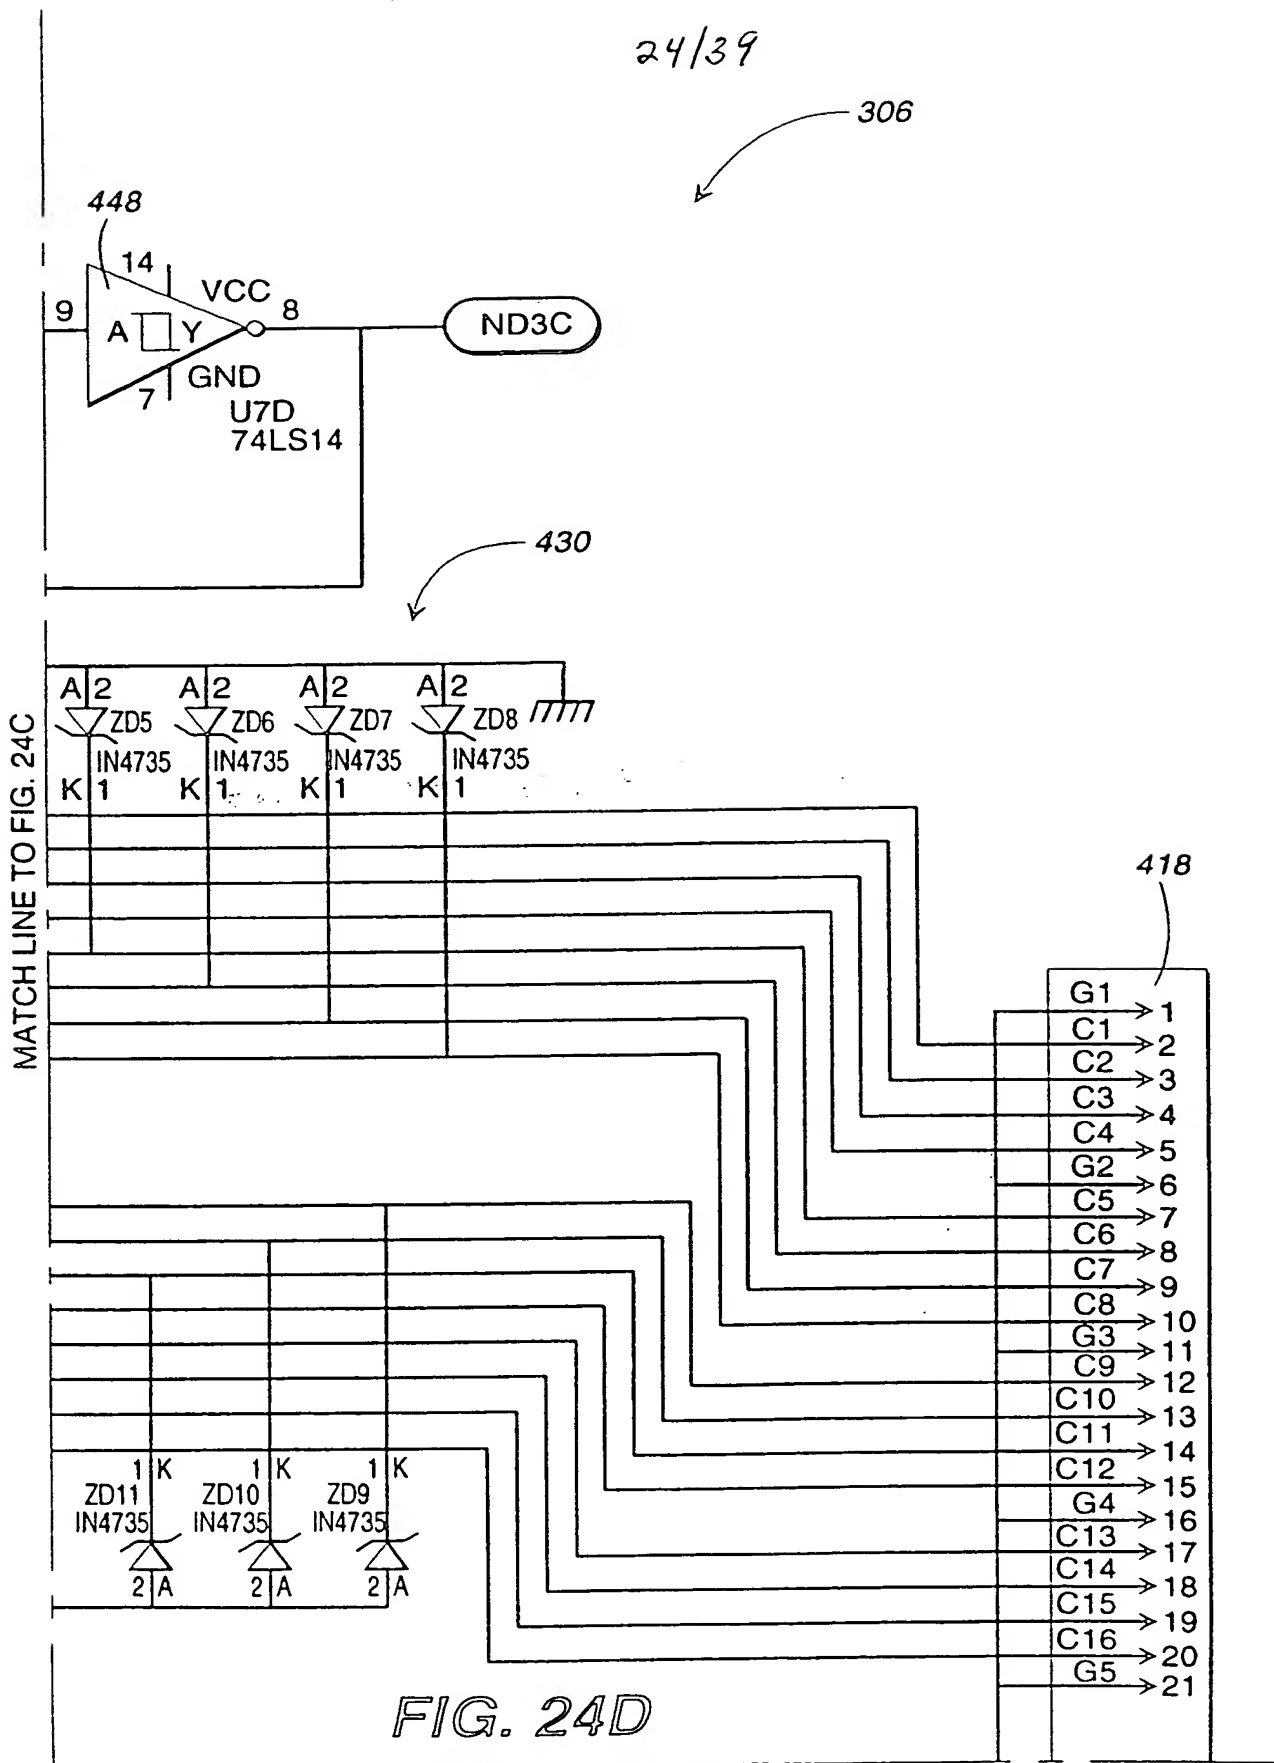 24/39
306
448
14
VCC
9
A
Y
8
ND3C
GND
7
U7D
74LS14
430
MATCH LINE TO FIG. 24C
A 2
A 2
A 2
A 2
ZD5
ZD6
ZD7
ZD8
IN4735
IN4735
IN4735
IN4735
K 1
K 1
K 1
K 1
418
G1 1
C1 2
C2 3
C3 4
C4 5
G2 6
C5 7
C6 8
C7 9
C8 10
G3 11
C9 12
C10 13
C11 14
C12 15
G4 16
C13 17
C14 18
C15 19
C16 20
G5 21
1 K
1 K
1 K
ZD11
ZD10
ZD9
IN4735
IN4735
IN4735
2 A
2 A
2 A
FIG. 24D